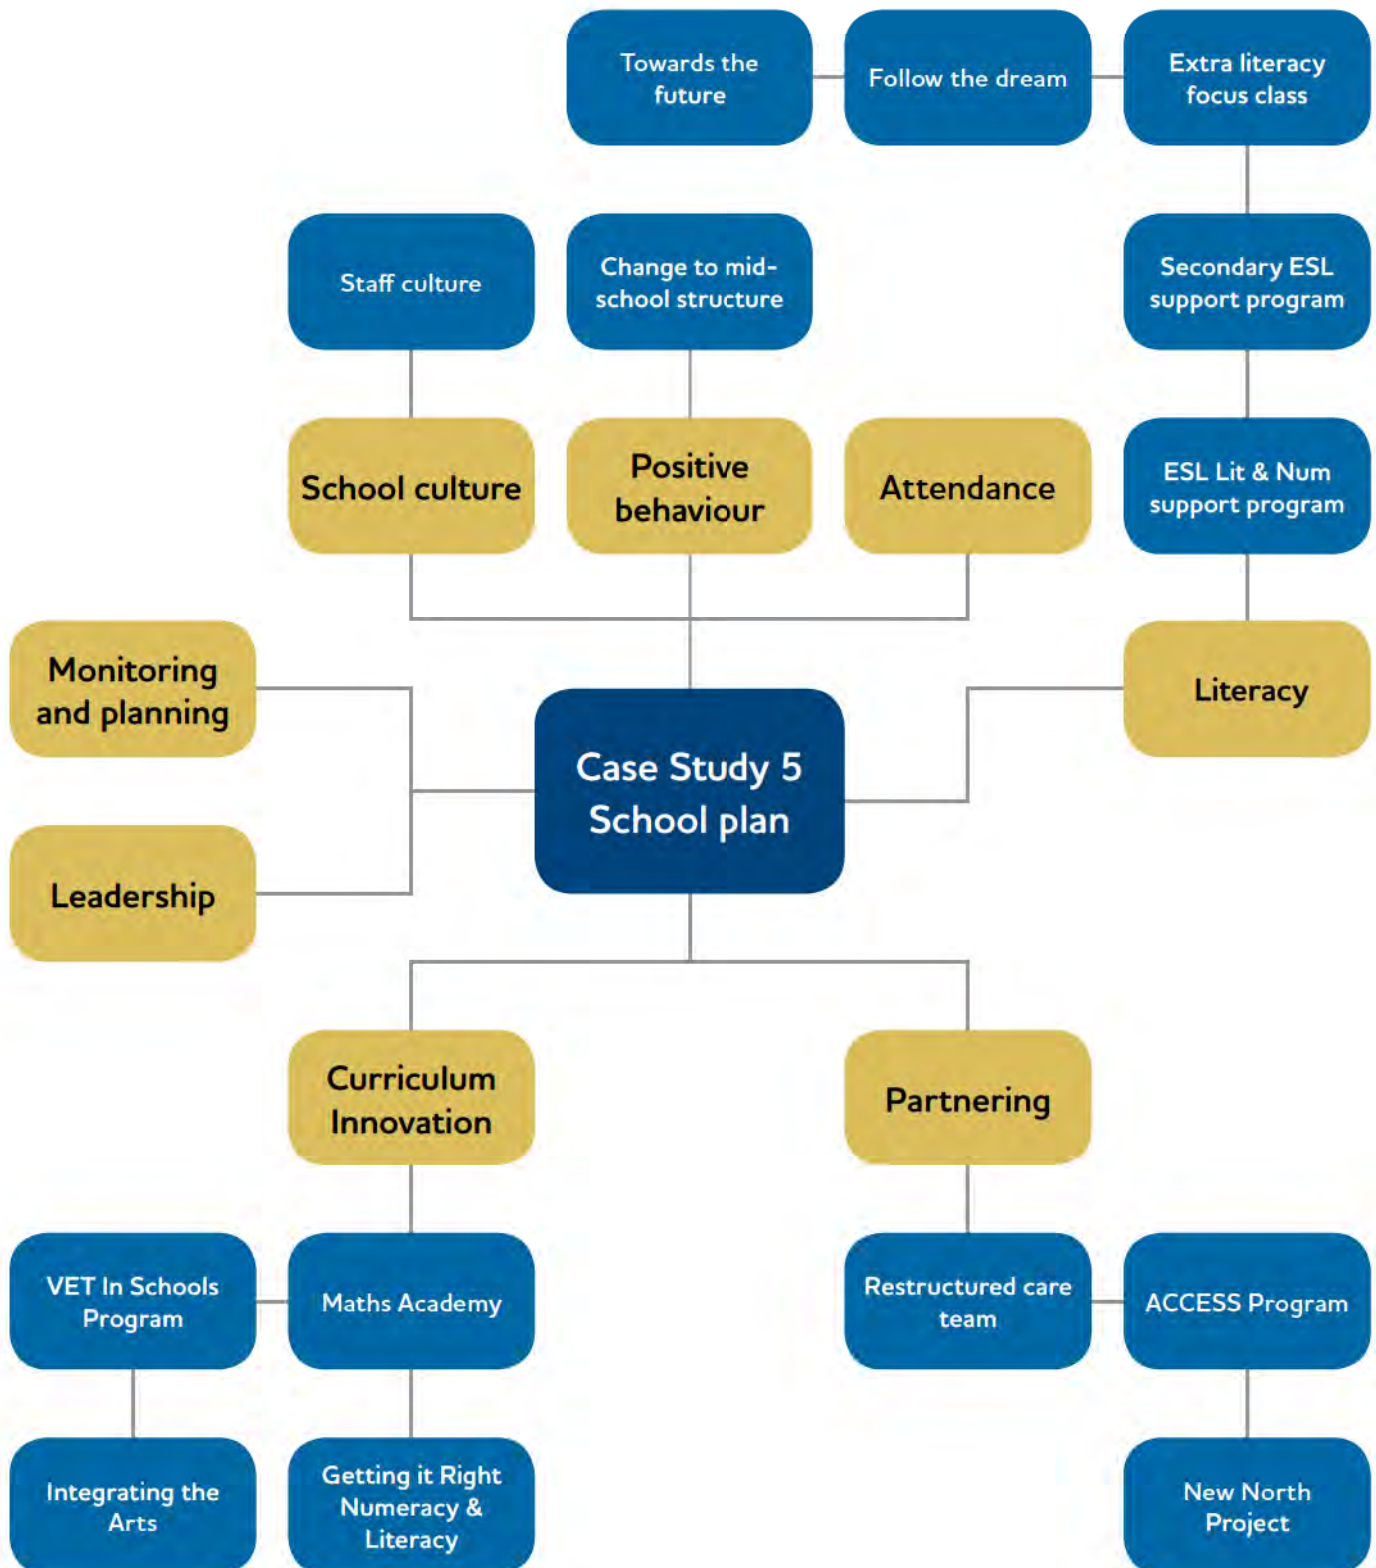 Towards the
future
Follow the dream
Extra literacy
focus class
Staff culture
Change to mid-
school structure
Secondary ESL
support program
School culture
Positive
behaviour
Attendance
ESL Lit & Num
support program
Monitoring
and planning
Literacy
Case Study 5
School plan
Leadership
Curriculum
Innovation
Partnering
VET In Schools
Program
Maths Academy
Restructured care
team
ACCESS Program
Integrating the
Arts
Getting it Right
Numeracy &
Literacy
New North
Project